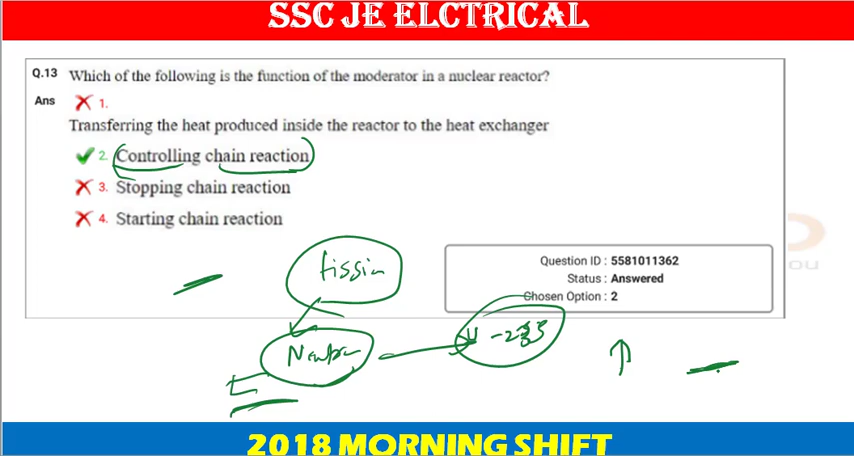 SSC JE ELCTRICAL
Q.13 Which of the following is the function of the moderator in a nuclear reactor?
Ans 1.
Transferring the heat produced inside the reactor to the heat exchanger
2. Controlling chain reaction
3. Stopping chain reaction
4. Starting chain reaction
Question ID : 5581011362
Status : Answered
Chosen Option : 2
fission
U-235
ou
2018 MORNING SHIFT